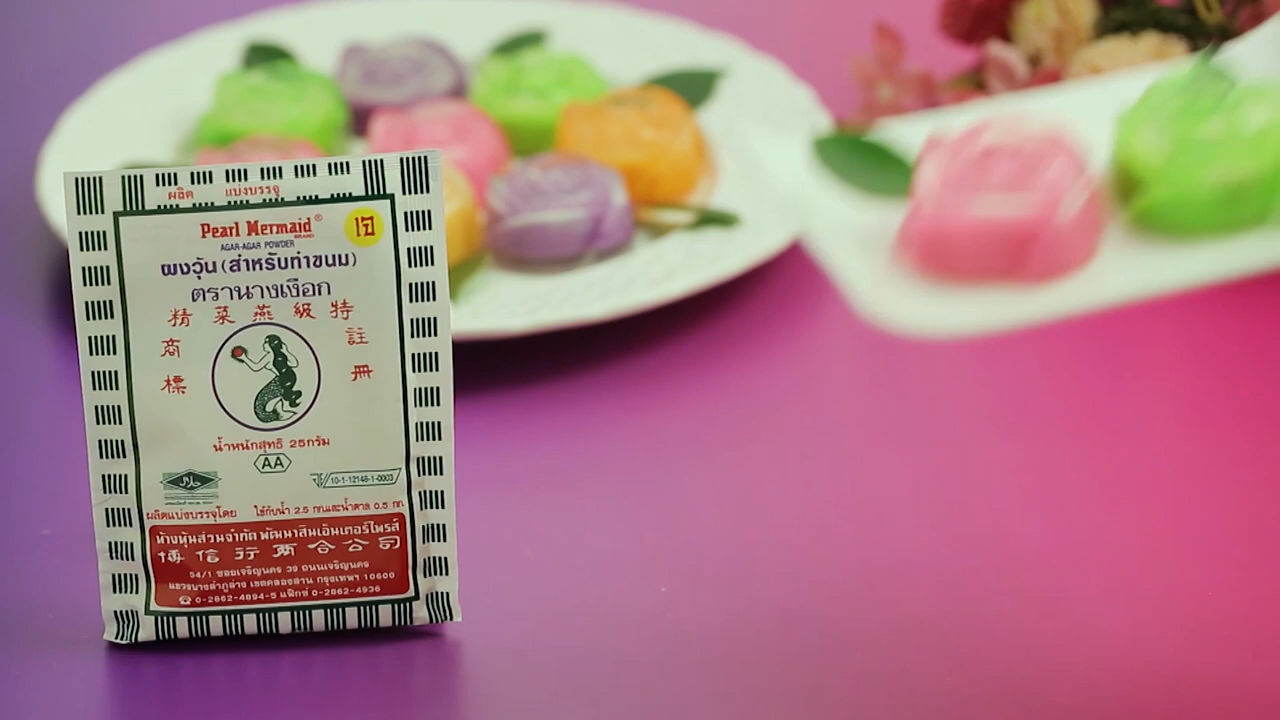 ผลิต แบ่งบรรจุ
Pearl Mermaid®
BRAND
เจ
AGAR-AGAR POWDER
ผงวุ้น (สำหรับทำขนม)
ตรานางเงือก
精菜燕級特
商 註
標 冊
น้ำหนักสุทธิ 25กรัม
AA
حلال
10-1-12148-1-0003
ผลิตแบ่งบรรจุโดย ใช้กับน้ำ 2.5 กก.และน้ำตาล 0.5 กก.
ห้างหุ้นส่วนจำกัด พัฒนาสินเอ็นเตอร์ไพรส์
博信行兩合公司
54/1 ซอยเจริญนคร 39 ถนนเจริญนคร
แขวงบางลำภูล่าง เขตคลองสาน กรุงเทพฯ 10600
☎ 0-2862-4894-5 แฟ๊กซ์ 0-2862-4936